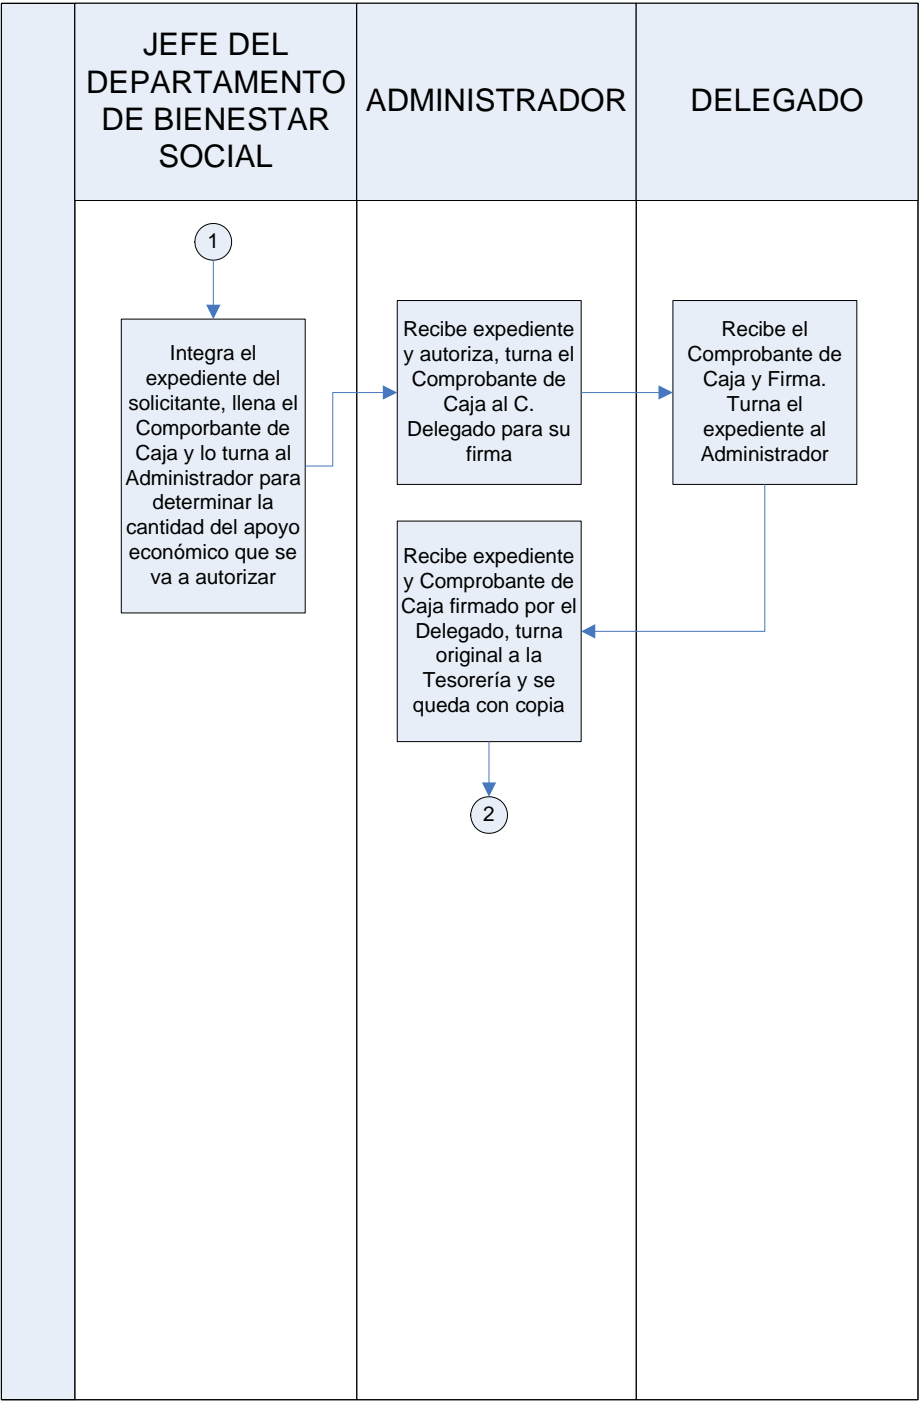 JEFE DEL
DEPARTAMENTO
DE BIENESTAR
SOCIAL
ADMINISTRADOR
DELEGADO
1
Integra el
expediente del
solicitante, llena el
Comporbante de
Caja y lo turna al
Administrador para
determinar la
cantidad del apoyo
económico que se
va a autorizar
Recibe expediente
y autoriza, turna el
Comprobante de
Caja al C.
Delegado para su
firma
Recibe el
Comprobante de
Caja y Firma.
Turna el
expediente al
Administrador
Recibe expediente
y Comprobante de
Caja firmado por el
Delegado, turna
original a la
Tesorería y se
queda con copia
2